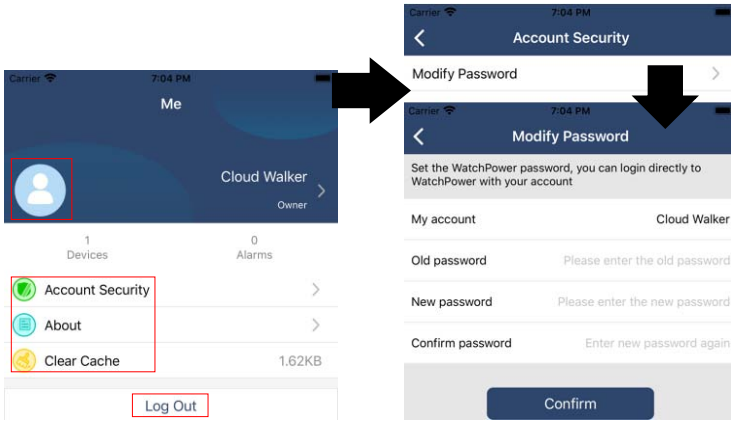 Carrier 7:04 PM
Me
Cloud Walker
Owner
1 0
Devices Alarms
Account Security
About
Clear Cache 1.62KB
Log Out
Carrier 7:04 PM
Account Security
Modify Password
Carrier 7:04 PM
Modify Password
Set the WatchPower password, you can login directly to
WatchPower with your account
My account Cloud Walker
Old password Please enter the old password
New password Please enter the new password
Confirm password Enter new password again
Confirm